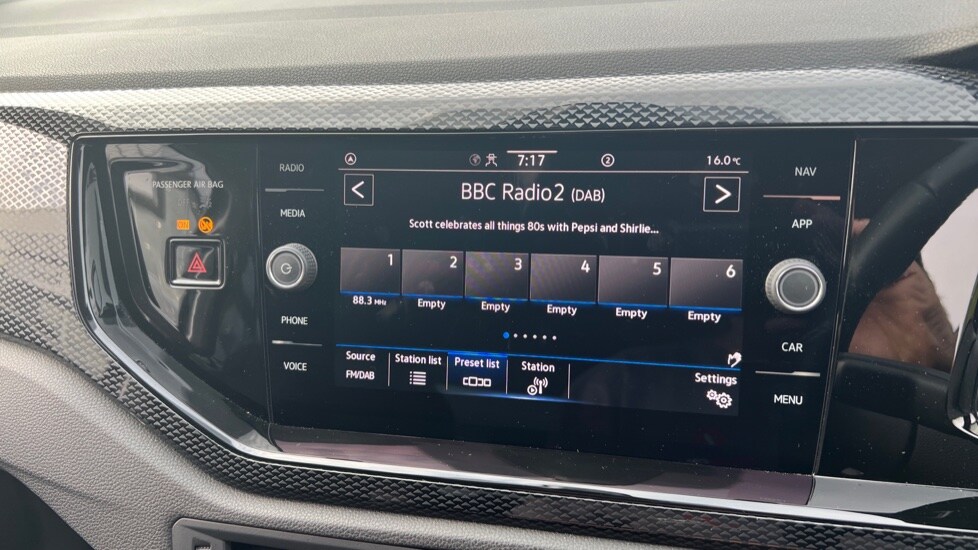 PASSENGER AIR BAG
ON
RADIO
MEDIA
PHONE
VOICE
7:17
2
16.0°C
<
BBC Radio2 (DAB)
>
Scott celebrates all things 80s with Pepsi and Shirlie...
1 2 3 4 5 6
88.3 MHz Empty Empty Empty Empty Empty
Source Station list Preset list Station
FM/DAB
Settings
NAV
APP
CAR
MENU